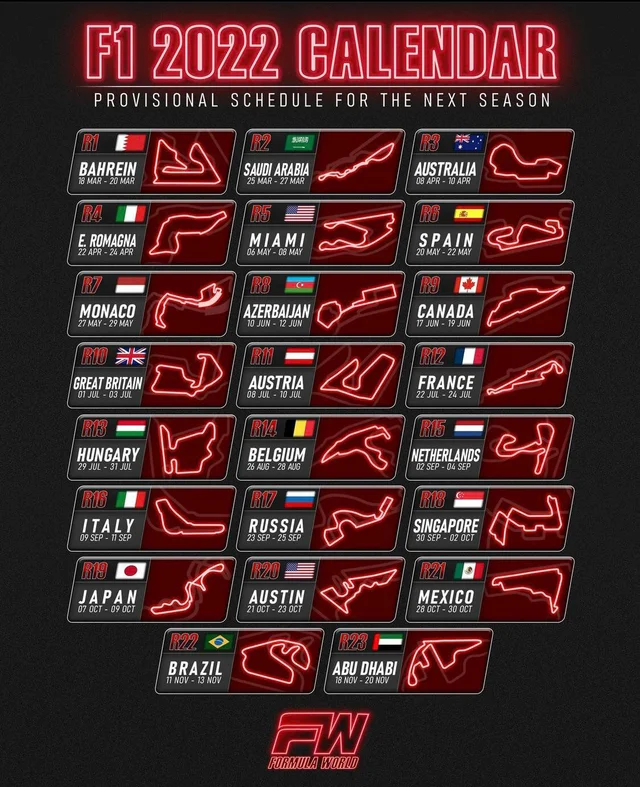 F1 2022 CALENDAR
PROVISIONAL SCHEDULE FOR THE NEXT SEASON
R1
BAHREIN
18 MAR - 20 MAR
R2
SAUDI ARABIA
25 MAR - 27 MAR
R3
AUSTRALIA
08 APR - 10 APR
R4
E. ROMAGNA
22 APR - 24 APR
R5
MIAMI
06 MAY - 08 MAY
R6
SPAIN
20 MAY - 22 MAY
R7
MONACO
27 MAY - 29 MAY
R8
AZERBAIJAN
10 JUN - 12 JUN
R9
CANADA
17 JUN - 19 JUN
R10
GREAT BRITAIN
01 JUL - 03 JUL
R11
AUSTRIA
08 JUL - 10 JUL
R12
FRANCE
22 JUL - 24 JUL
R13
HUNGARY
29 JUL - 31 JUL
R14
BELGIUM
26 AUG - 28 AUG
R15
NETHERLANDS
02 SEP - 04 SEP
R16
ITALY
09 SEP - 11 SEP
R17
RUSSIA
23 SEP - 25 SEP
R18
SINGAPORE
30 SEP - 02 OCT
R19
JAPAN
07 OCT - 09 OCT
R20
AUSTIN
21 OCT - 23 OCT
R21
MEXICO
28 OCT - 30 OCT
R22
BRAZIL
11 NOV - 13 NOV
R23
ABU DHABI
18 NOV - 20 NOV
FW
FORMULA WORLD